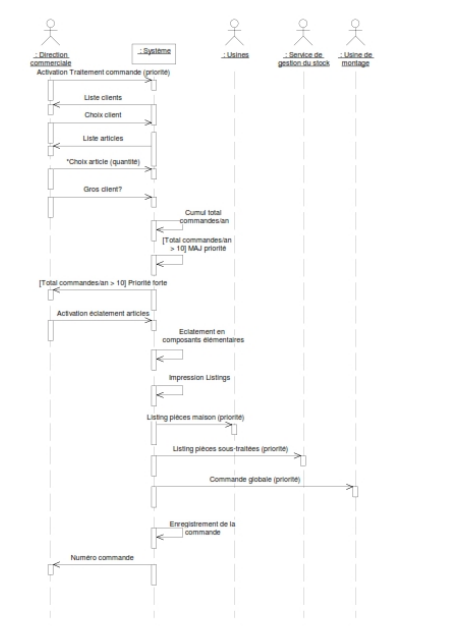 : Direction
commerciale
: Système
: Usines
: Service de
gestion du stock
: Usine de
montage
Activation Traitement commande (priorité)
Liste clients
Choix client
Liste articles
*Choix article (quantité)
Gros client?
Cumul total
commandes/an
[Total commandes/an
> 10] MAJ priorité
[Total commandes/an > 10] Priorité forte
Activation éclatement articles
Eclatement en
composants élémentaires
Impression Listings
Listing pièces maison (priorité)
Listing pièces sous-traitées (priorité)
Commande globale (priorité)
Enregistrement de la
commande
Numéro commande